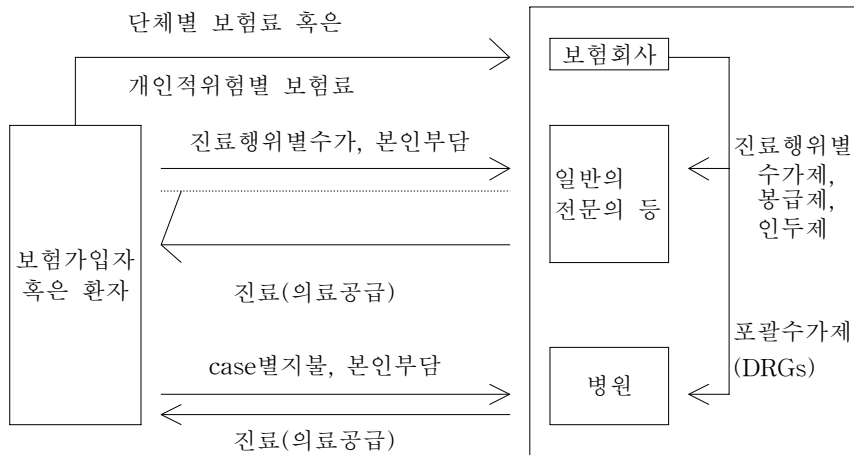 단체별 보험료 혹은
개인적위험별 보험료
보험회사
진료행위별수가, 본인부담
일반의
전문의 등
진료행위별
수가제,
봉급제,
인두제
보험가입자
혹은 환자
진료(의료공급)
case별지불, 본인부담
병원
포괄수가제
(DRGs)
진료(의료공급)